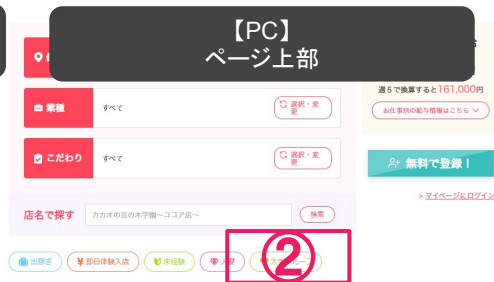 【PC】
ページ上部
週5で換算すると161,000円
業種
すべて
選択・変更
お仕事別の給与情報はこちら
こだわり
すべて
選択・変更
無料で登録！
> マイページにログイン
店名で探す
カカオの豆の木学園〜ココア店〜
検索
出稼ぎ
即日体験入店
未経験
②